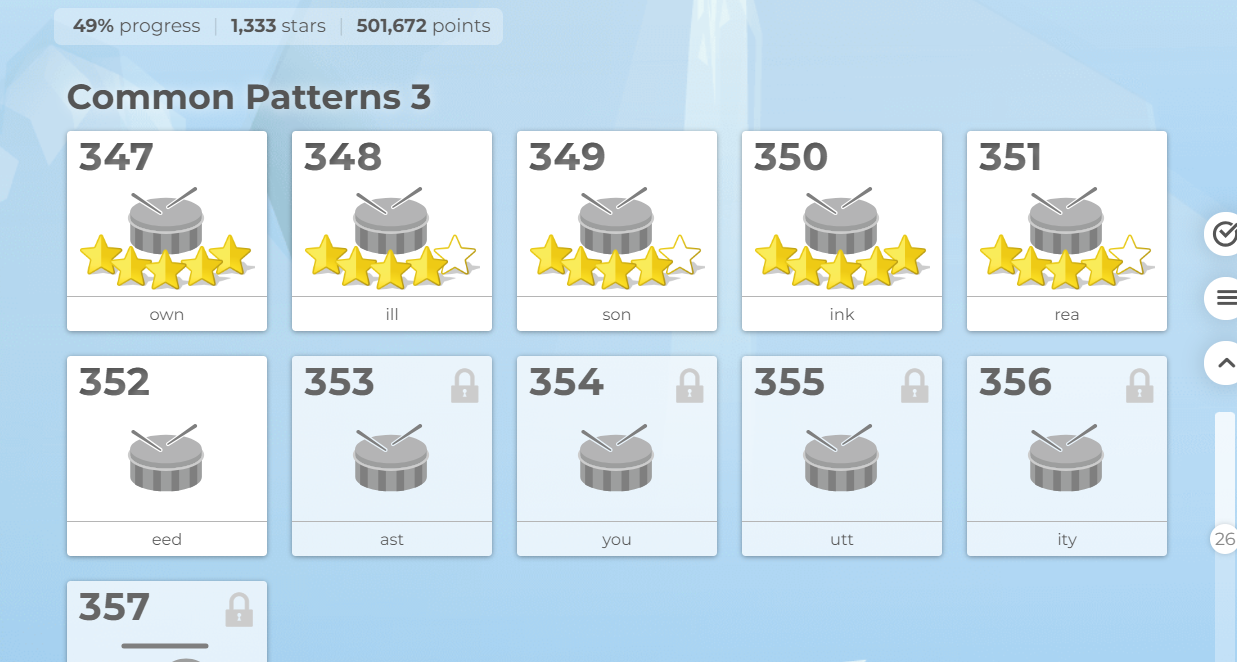 49% progress | 1,333 stars | 501,672 points
Common Patterns 3
347 348 349 350 351
own ill son ink rea
352 353 354 355 356
eed ast you utt ity
26
357